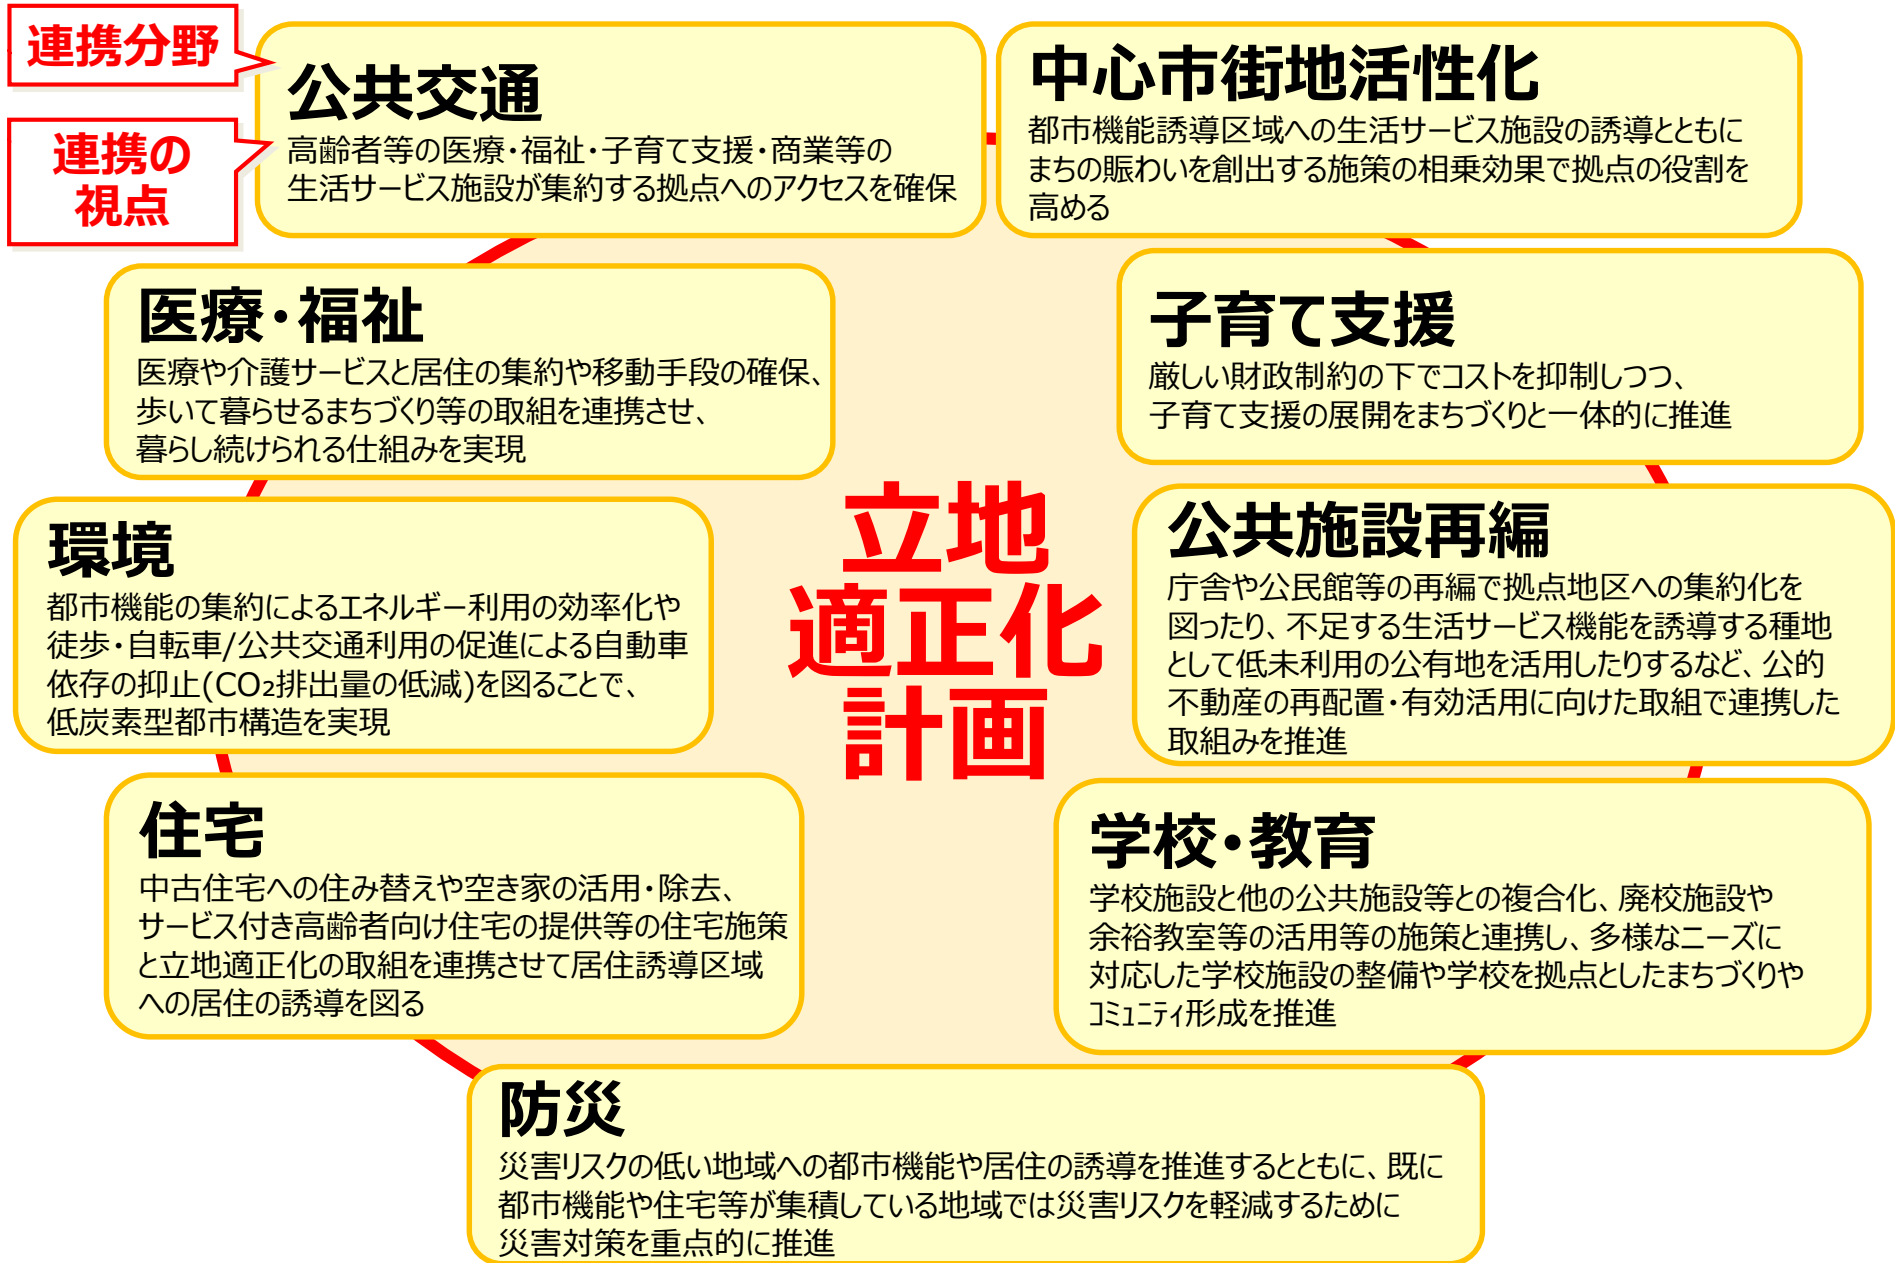 連携分野
連携の
視点
公共交通
高齢者等の医療・福祉・子育て支援・商業等の
生活サービス施設が集約する拠点へのアクセスを確保
中心市街地活性化
都市機能誘導区域への生活サービス施設の誘導とともに
まちの賑わいを創出する施策の相乗効果で拠点の役割を
高める
医療・福祉
医療や介護サービスと居住の集約や移動手段の確保、
歩いて暮らせるまちづくり等の取組を連携させ、
暮らし続けられる仕組みを実現
子育て支援
厳しい財政制約の下でコストを抑制しつつ、
子育て支援の展開をまちづくりと一体的に推進
環境
都市機能の集約によるエネルギー利用の効率化や
徒歩・自転車/公共交通利用の促進による自動車
依存の抑止(CO₂排出量の低減)を図ることで、
低炭素型都市構造を実現
立地
適正化
計画
公共施設再編
庁舎や公民館等の再編で拠点地区への集約化を
図ったり、不足する生活サービス機能を誘導する種地
として低未利用の公有地を活用したりするなど、公的
不動産の再配置・有効活用に向けた取組で連携した
取組みを推進
住宅
中古住宅への住み替えや空き家の活用・除去、
サービス付き高齢者向け住宅の提供等の住宅施策
と立地適正化の取組を連携させて居住誘導区域
への居住の誘導を図る
学校・教育
学校施設と他の公共施設等との複合化、廃校施設や
余裕教室等の活用等の施策と連携し、多様なニーズに
対応した学校施設の整備や学校を拠点としたまちづくりや
コミュニティ形成を推進
防災
災害リスクの低い地域への都市機能や居住の誘導を推進するとともに、既に
都市機能や住宅等が集積している地域では災害リスクを軽減するために
災害対策を重点的に推進